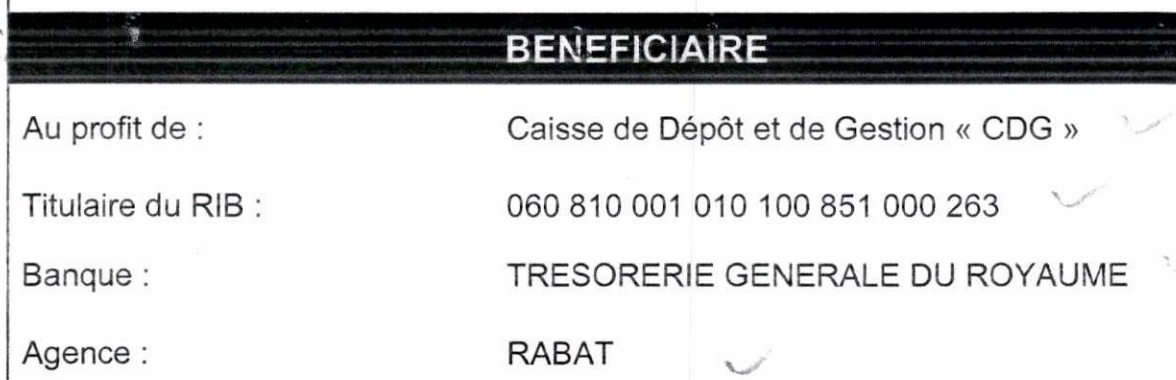 BENEFICIAIRE
Au profit de : Caisse de Dépôt et de Gestion « CDG »
Titulaire du RIB : 060 810 001 010 100 851 000 263
Banque : TRESORERIE GENERALE DU ROYAUME
Agence : RABAT